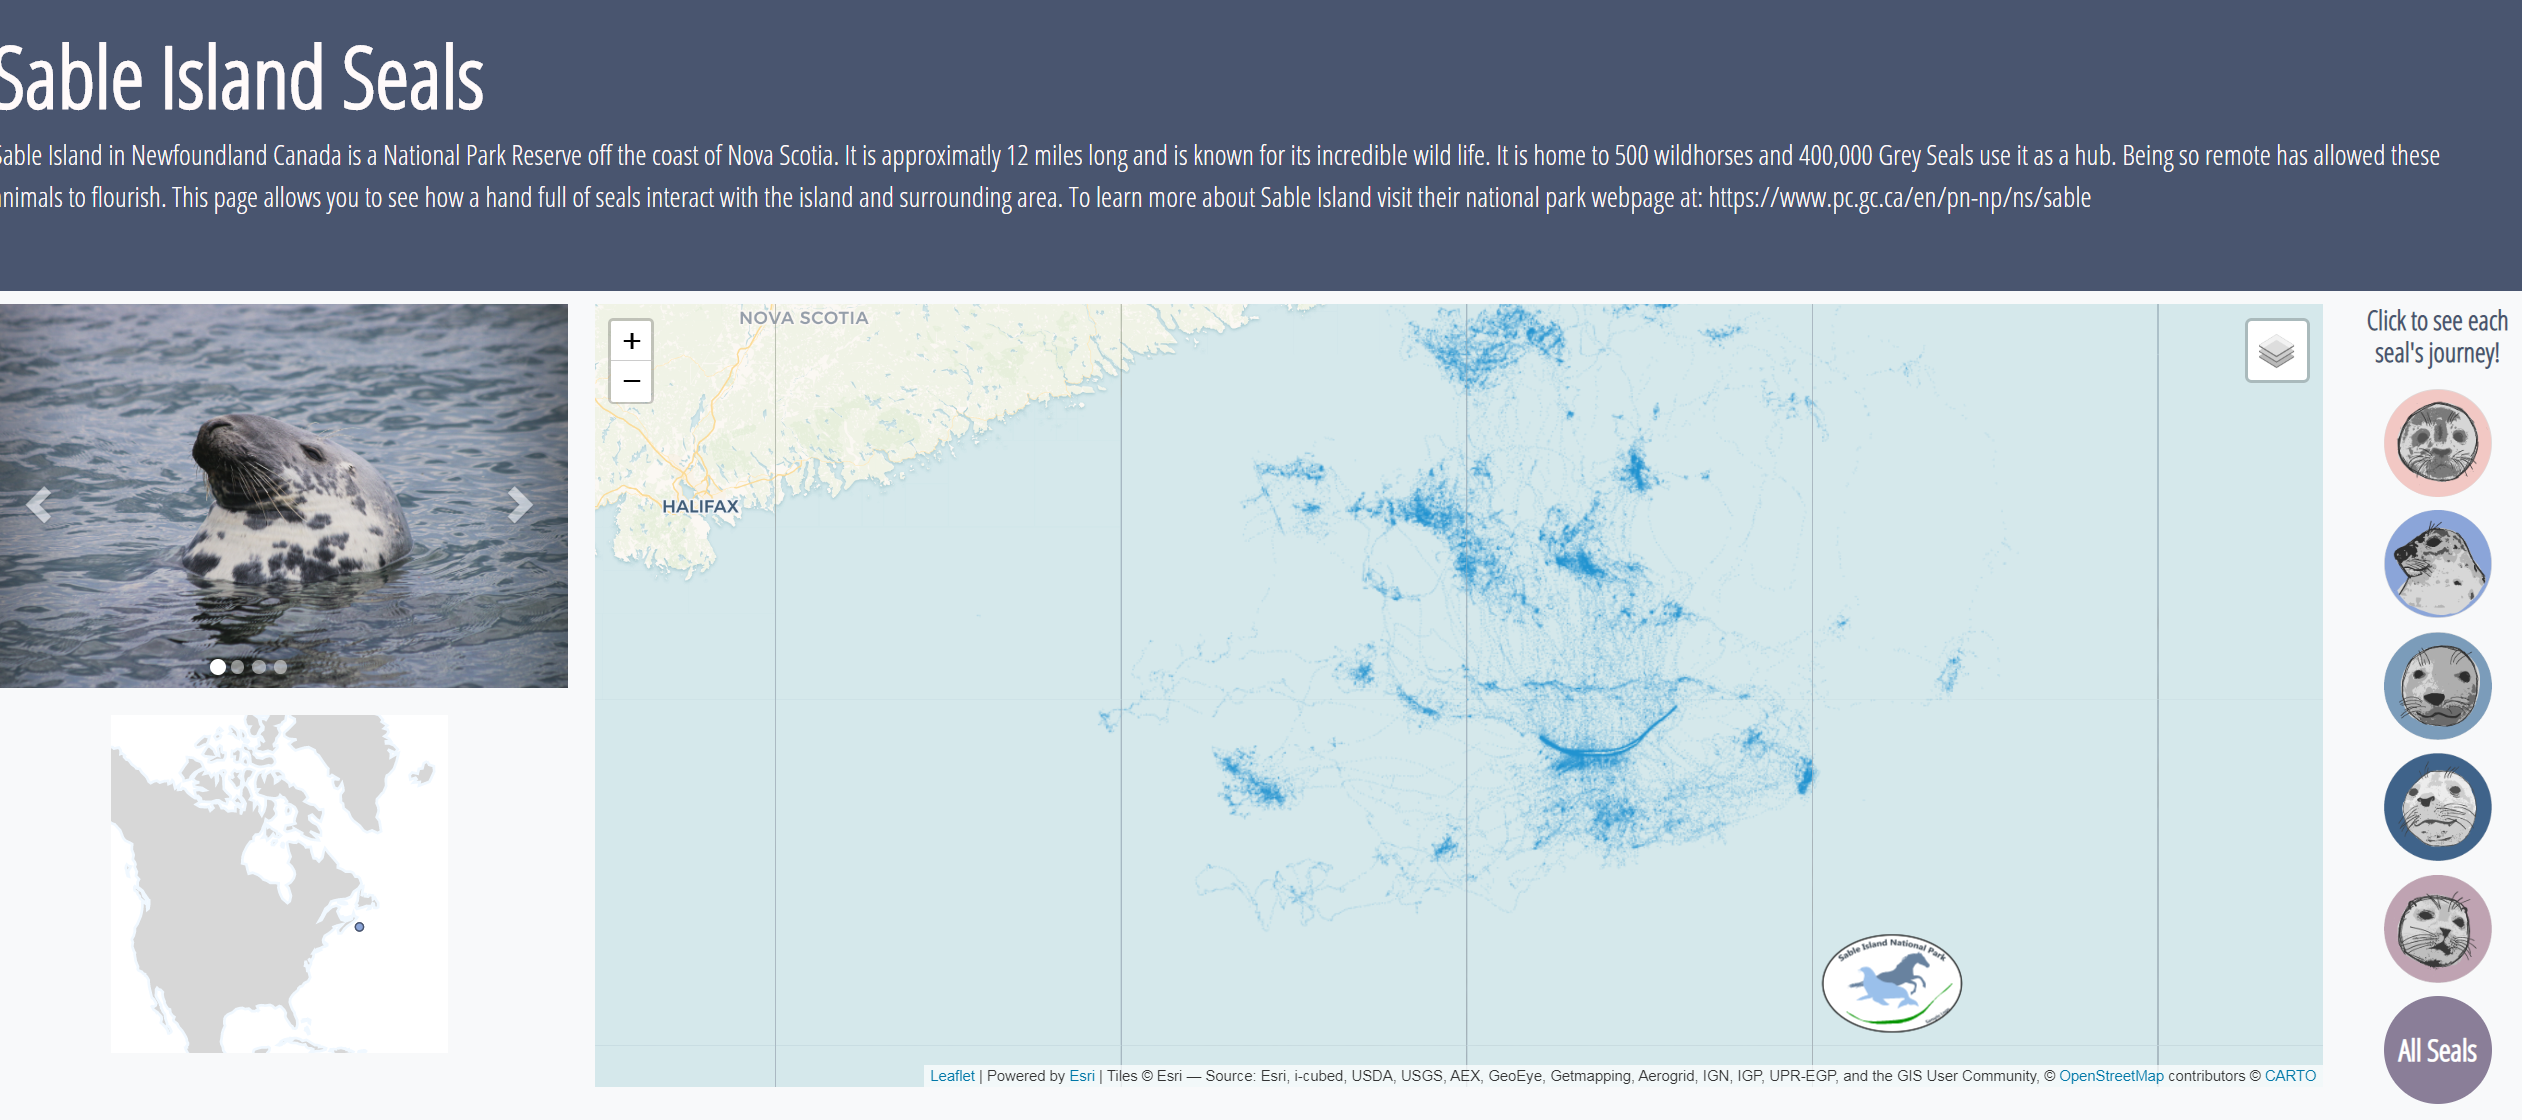 Sable Island Seals
Sable Island in Newfoundland Canada is a National Park Reserve off the coast of Nova Scotia. It is approximatly 12 miles long and is known for its incredible wild life. It is home to 500 wildhorses and 400,000 Grey Seals use it as a hub. Being so remote has allowed these
animals to flourish. This page allows you to see how a hand full of seals interact with the island and surrounding area. To learn more about Sable Island visit their national park webpage at: https://www.pc.gc.ca/en/pn-np/ns/sable
+
−
NOVA SCOTIA
HALIFAX
Click to see each
seal's journey!
Sable Island National Park
All Seals
Leaflet | Powered by Esri | Tiles © Esri — Source: Esri, i-cubed, USDA, USGS, AEX, GeoEye, Getmapping, Aerogrid, IGN, IGP, UPR-EGP, and the GIS User Community, © OpenStreetMap contributors © CARTO